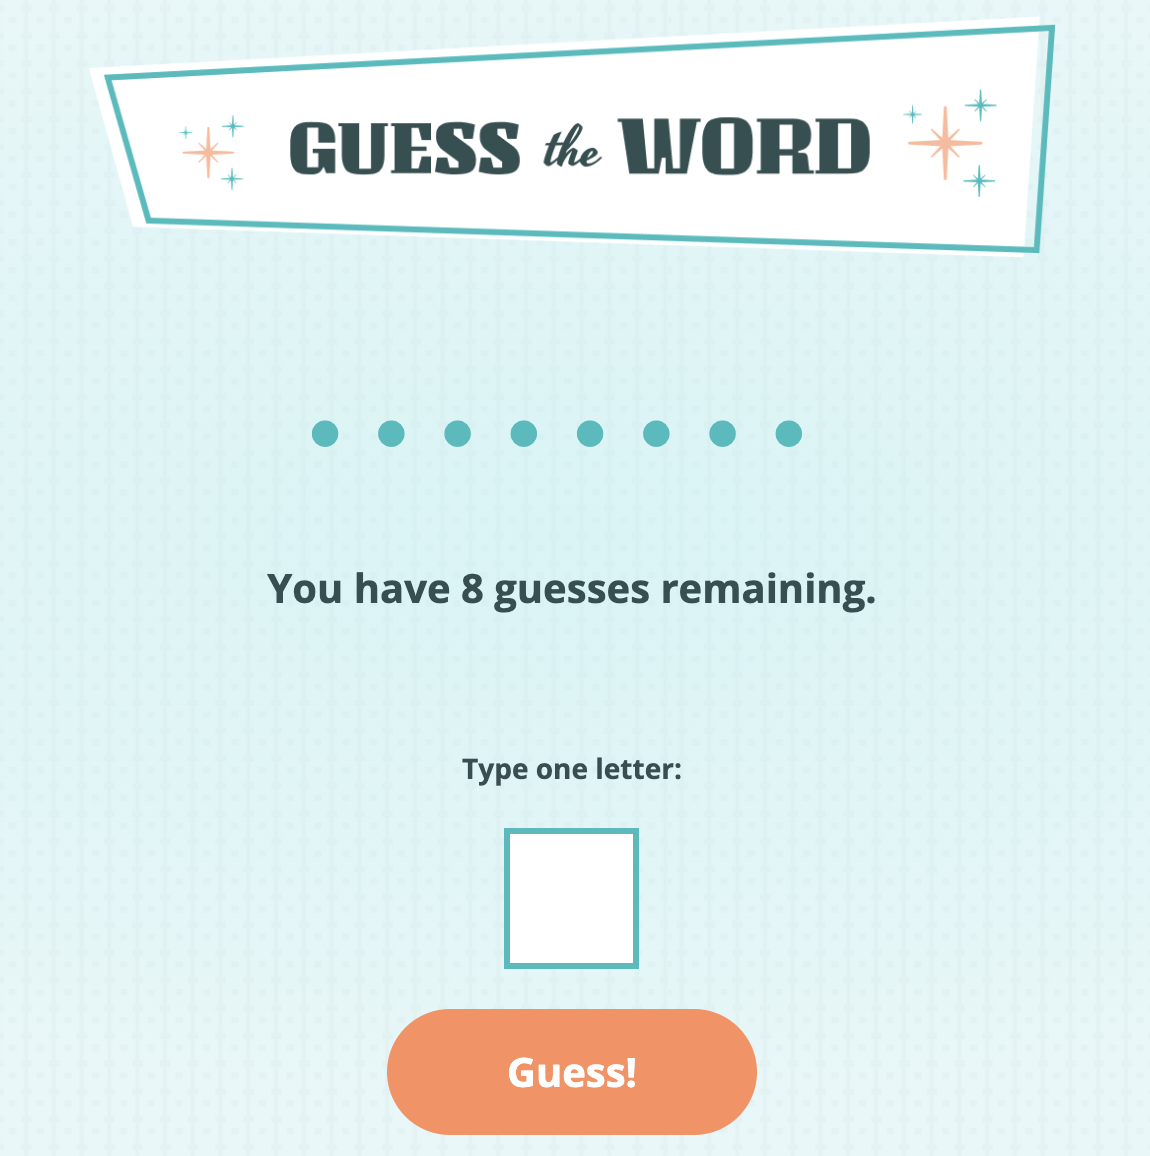 GUESS the WORD
● ● ● ● ● ● ● ●
You have 8 guesses remaining.
Type one letter:
Guess!